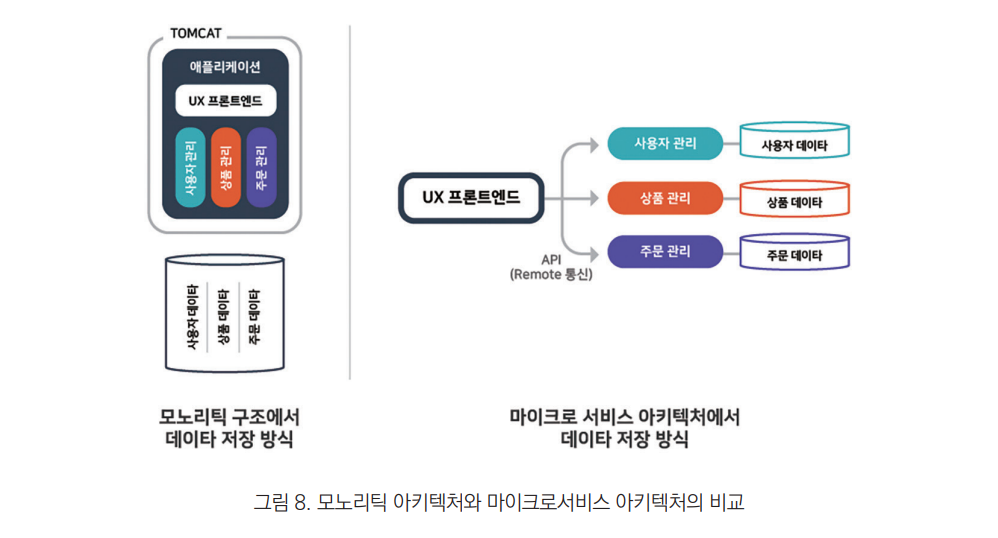 TOMCAT
애플리케이션
UX 프론트엔드
사용자 관리
상품 관리
주문 관리
사용자 데이타
상품 데이타
주문 데이타
모노리틱 구조에서
데이타 저장 방식
UX 프론트엔드
API
(Remote 통신)
사용자 관리
사용자 데이타
상품 관리
상품 데이타
주문 관리
주문 데이타
마이크로 서비스 아키텍처에서
데이타 저장 방식
그림 8. 모노리틱 아키텍처와 마이크로서비스 아키텍처의 비교